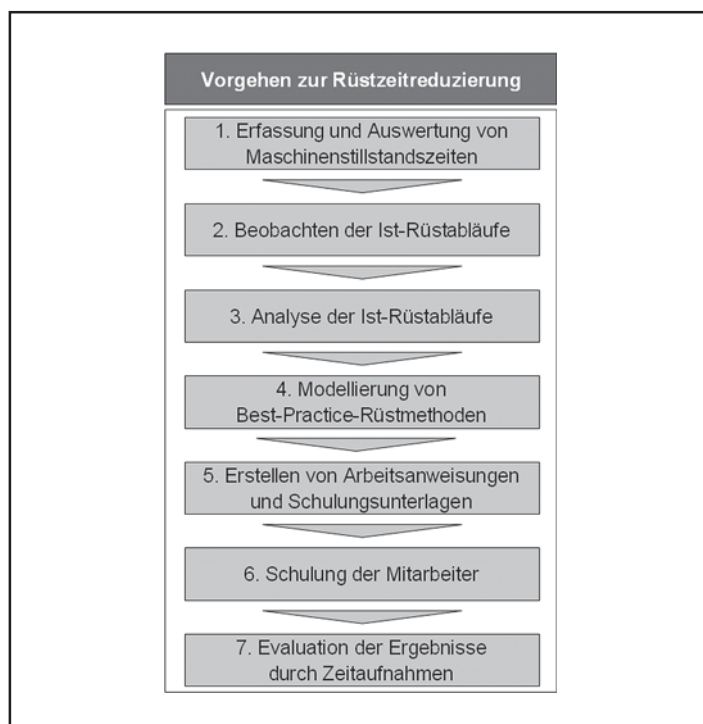 Vorgehen zur Rüstzeitreduzierung
1. Erfassung und Auswertung von
Maschinenstillstandszeiten
2. Beobachten der Ist-Rüstabläufe
3. Analyse der Ist-Rüstabläufe
4. Modellierung von
Best-Practice-Rüstmethoden
5. Erstellen von Arbeitsanweisungen
und Schulungsunterlagen
6. Schulung der Mitarbeiter
7. Evaluation der Ergebnisse
durch Zeitaufnahmen